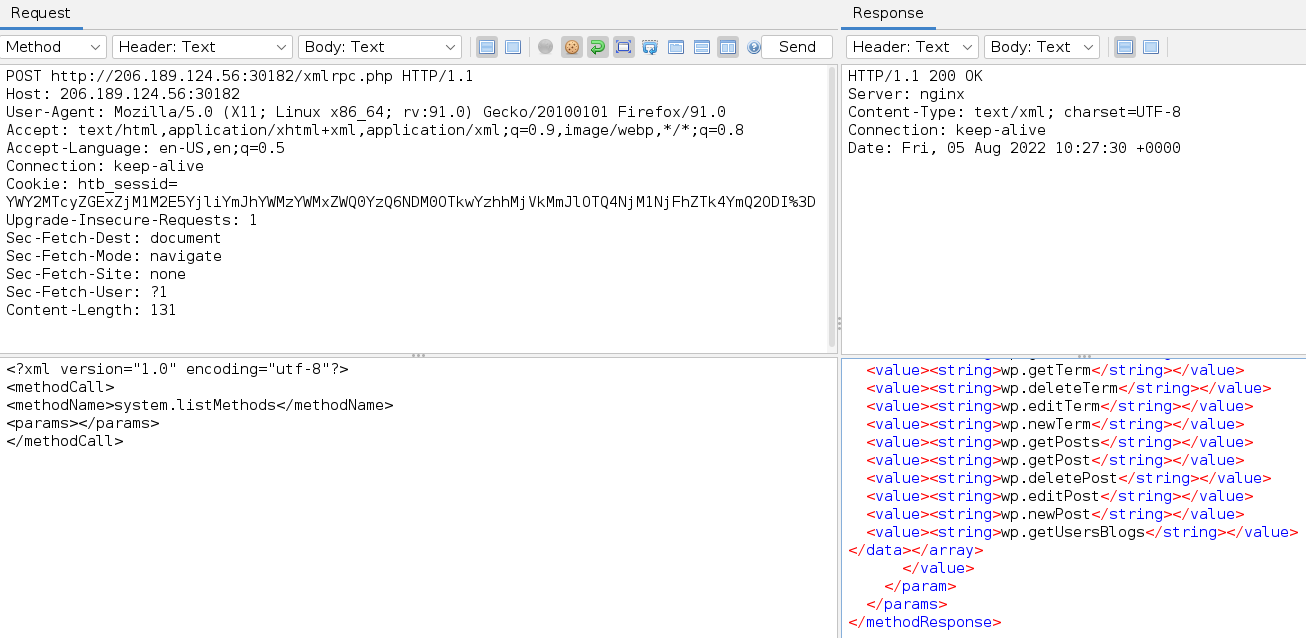 Request
Method Header: Text Body: Text Send
POST http://206.189.124.56:30182/xmlrpc.php HTTP/1.1
Host: 206.189.124.56:30182
User-Agent: Mozilla/5.0 (X11; Linux x86_64; rv:91.0) Gecko/20100101 Firefox/91.0
Accept: text/html,application/xhtml+xml,application/xml;q=0.9,image/webp,*/*;q=0.8
Accept-Language: en-US,en;q=0.5
Connection: keep-alive
Cookie: htb_sessid=
YWY2MTcyZGExZjM1M2E5YjliYmJhYWMzYWMxZWQ0YzQ6NDM0OTkwYzhhMjVkMmJlOTQ4NjM1NjFhZTk4YmQ2ODI%3D
Upgrade-Insecure-Requests: 1
Sec-Fetch-Dest: document
Sec-Fetch-Mode: navigate
Sec-Fetch-Site: none
Sec-Fetch-User: ?1
Content-Length: 131
<?xml version="1.0" encoding="utf-8"?>
<methodCall>
<methodName>system.listMethods</methodName>
<params></params>
</methodCall>
Response
Header: Text Body: Text
HTTP/1.1 200 OK
Server: nginx
Content-Type: text/xml; charset=UTF-8
Connection: keep-alive
Date: Fri, 05 Aug 2022 10:27:30 +0000
<value><string>wp.getTerm</string></value>
<value><string>wp.deleteTerm</string></value>
<value><string>wp.editTerm</string></value>
<value><string>wp.newTerm</string></value>
<value><string>wp.getPosts</string></value>
<value><string>wp.getPost</string></value>
<value><string>wp.deletePost</string></value>
<value><string>wp.editPost</string></value>
<value><string>wp.newPost</string></value>
<value><string>wp.getUsersBlogs</string></value>
</data></array>
</value>
</param>
</params>
</methodResponse>